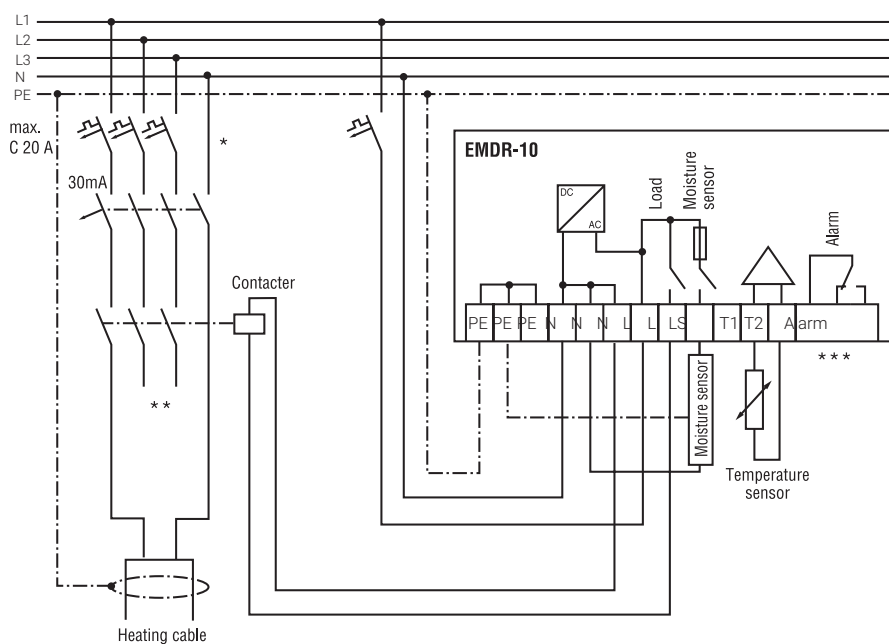 L1
L2
L3
N
PE
max.
C 20 A
*
30mA
EMDR-10
DC
AC
Load
Moisture
sensor
Alarm
Contacter
PE PE PE N N N L L LS T1 T2 Alarm
* * *
* *
Moisture sensor
Temperature
sensor
Heating cable